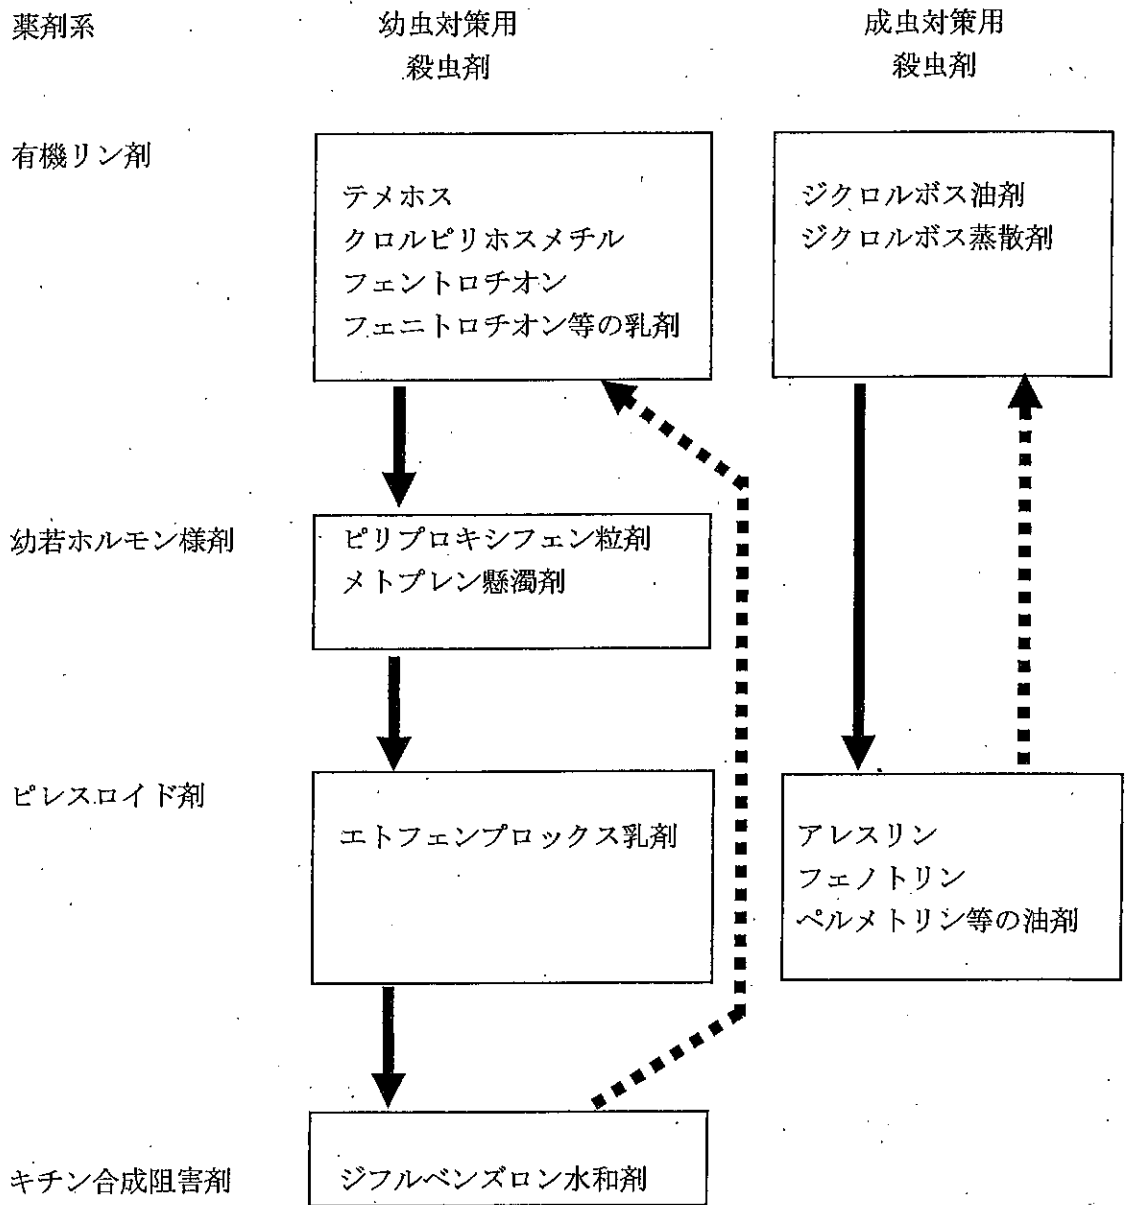 薬剤系
幼虫対策用
殺虫剤
成虫対策用
殺虫剤
有機リン剤
テメホス
クロルピリホスメチル
フェントロチオン
フェニトロチオン等の乳剤
ジクロルボス油剤
ジクロルボス蒸散剤
幼若ホルモン様剤
ピリプロキシフェン粒剤
メトプレン懸濁剤
ピレスロイド剤
エトフェンプロックス乳剤
アレスリン
フェノトリン
ペルメトリン等の油剤
キチン合成阻害剤
ジフルベンズロン水和剤